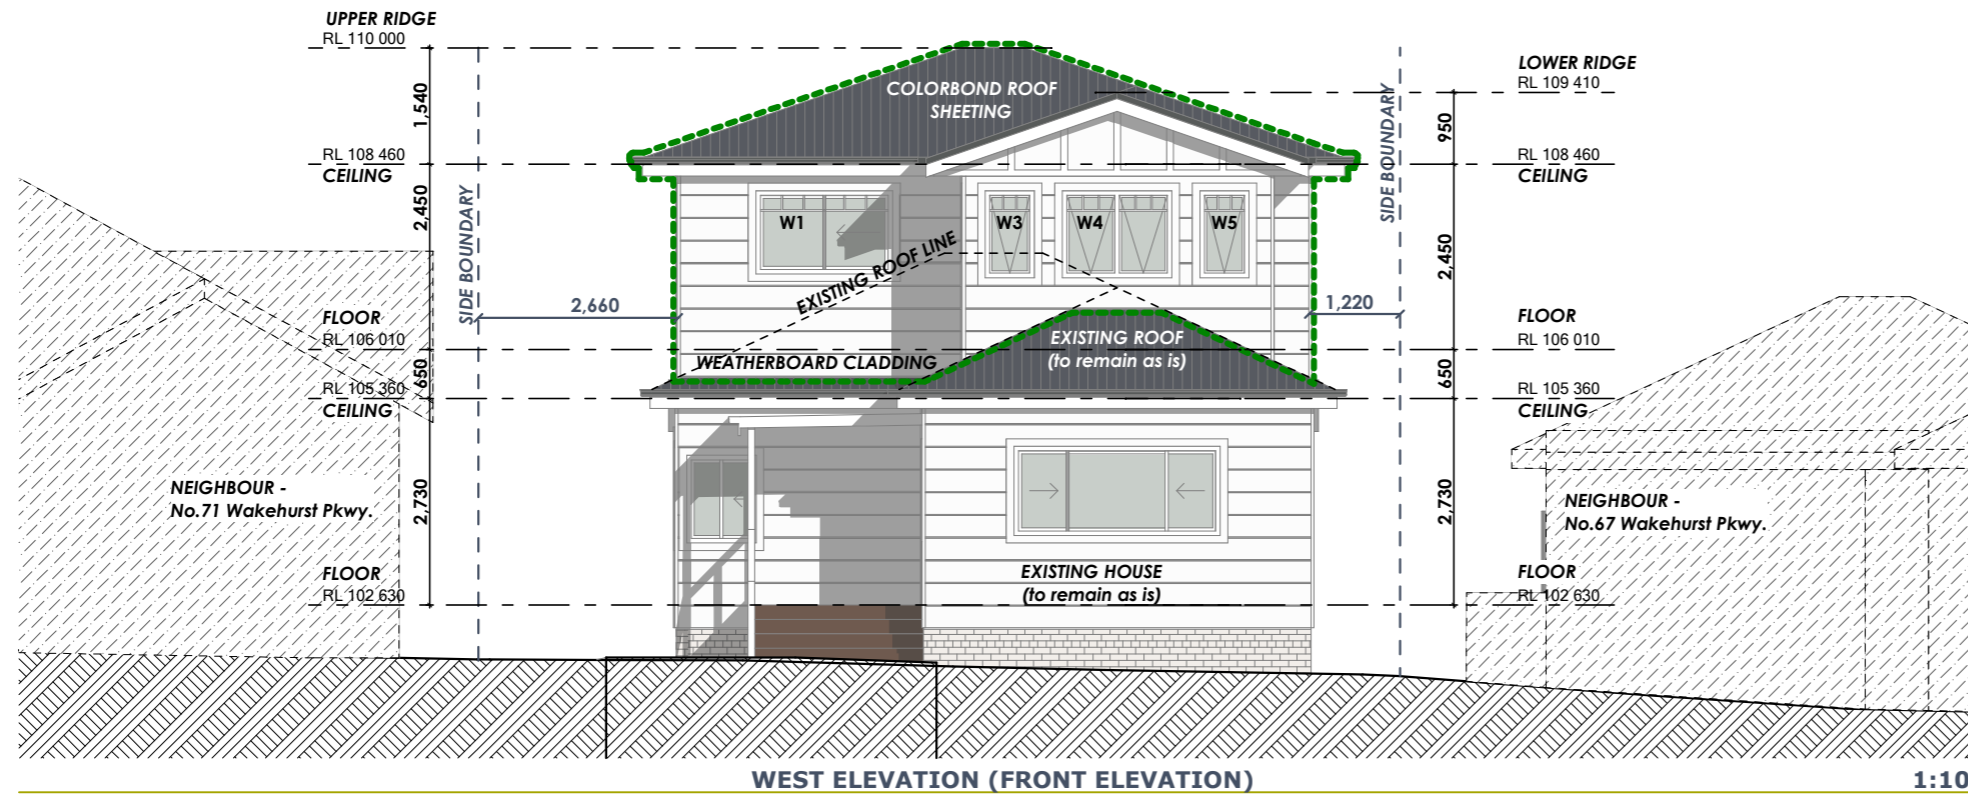 UPPER RIDGE
RL 110 000
1,540
RL 108 460
CEILING
2,450
SIDE BOUNDARY
FLOOR
RL 106 010
650
RL 105 360
CEILING
2,730
NEIGHBOUR -
No.71 Wakehurst Pkwy.
FLOOR
RL 102 630
2,660
COLORBOND ROOF
SHEETING
W1
W3
W4
W5
EXISTING ROOF LINE
WEATHERBOARD CLADDING
EXISTING ROOF
(to remain as is)
EXISTING HOUSE
(to remain as is)
1,220
SIDE BOUNDARY
LOWER RIDGE
RL 109 410
950
RL 108 460
CEILING
2,450
FLOOR
RL 106 010
650
RL 105 360
CEILING
2,730
NEIGHBOUR -
No.67 Wakehurst Pkwy.
FLOOR
RL 102 630
WEST ELEVATION (FRONT ELEVATION)
1:10